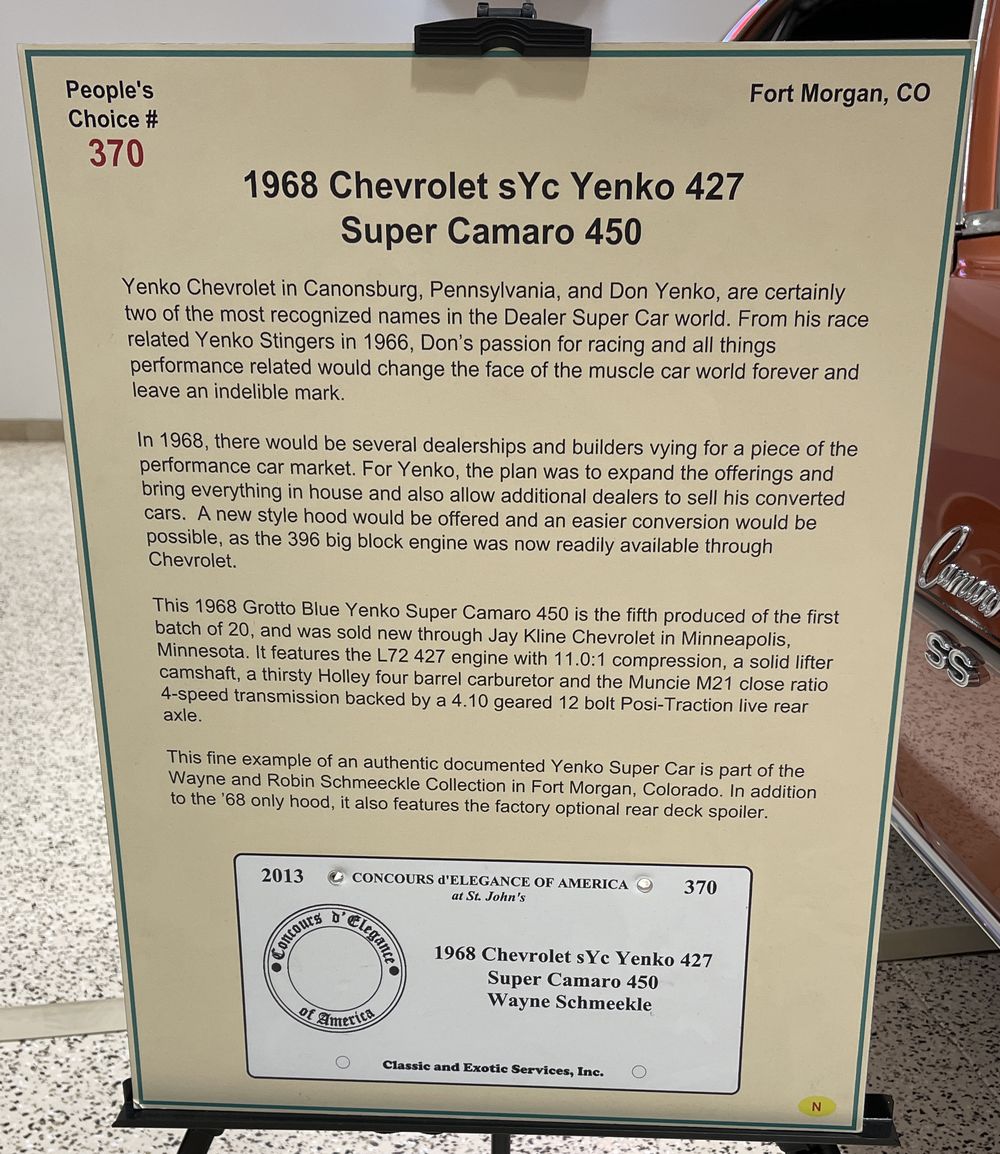 People's
Choice #
370
Fort Morgan, CO
1968 Chevrolet sYc Yenko 427
Super Camaro 450
Yenko Chevrolet in Canonsburg, Pennsylvania, and Don Yenko, are certainly
two of the most recognized names in the Dealer Super Car world. From his race
related Yenko Stingers in 1966, Don's passion for racing and all things
performance related would change the face of the muscle car world forever and
leave an indelible mark.
In 1968, there would be several dealerships and builders vying for a piece of the
performance car market. For Yenko, the plan was to expand the offerings and
bring everything in house and also allow additional dealers to sell his converted
cars. A new style hood would be offered and an easier conversion would be
possible, as the 396 big block engine was now readily available through
Chevrolet.
This 1968 Grotto Blue Yenko Super Camaro 450 is the fifth produced of the first
batch of 20, and was sold new through Jay Kline Chevrolet in Minneapolis,
Minnesota. It features the L72 427 engine with 11.0:1 compression, a solid lifter
camshaft, a thirsty Holley four barrel carburetor and the Muncie M21 close ratio
4-speed transmission backed by a 4.10 geared 12 bolt Posi-Traction live rear
axle.
This fine example of an authentic documented Yenko Super Car is part of the
Wayne and Robin Schmeeckle Collection in Fort Morgan, Colorado. In addition
to the '68 only hood, it also features the factory optional rear deck spoiler.
2013 CONCOURS d'ELEGANCE OF AMERICA 370
at St. John's
Concours d'Elegance
of America
1968 Chevrolet sYc Yenko 427
Super Camaro 450
Wayne Schmeekle
Classic and Exotic Services, Inc.
N
Camaro
SS